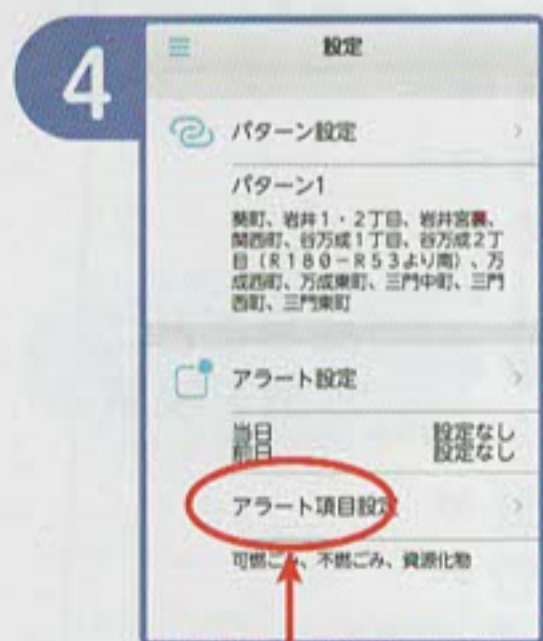 4
設定
パターン設定
パターン1
葵町、岩井1・2丁目、岩井宮裏、
関西町、谷万成1丁目、谷万成2丁
目（R180－R53より南）、万
成西町、万成東町、三門中町、三門
西町、三門東町
アラート設定
当日 設定なし
前日 設定なし
アラート項目設定
可燃ごみ、不燃ごみ、資源化物